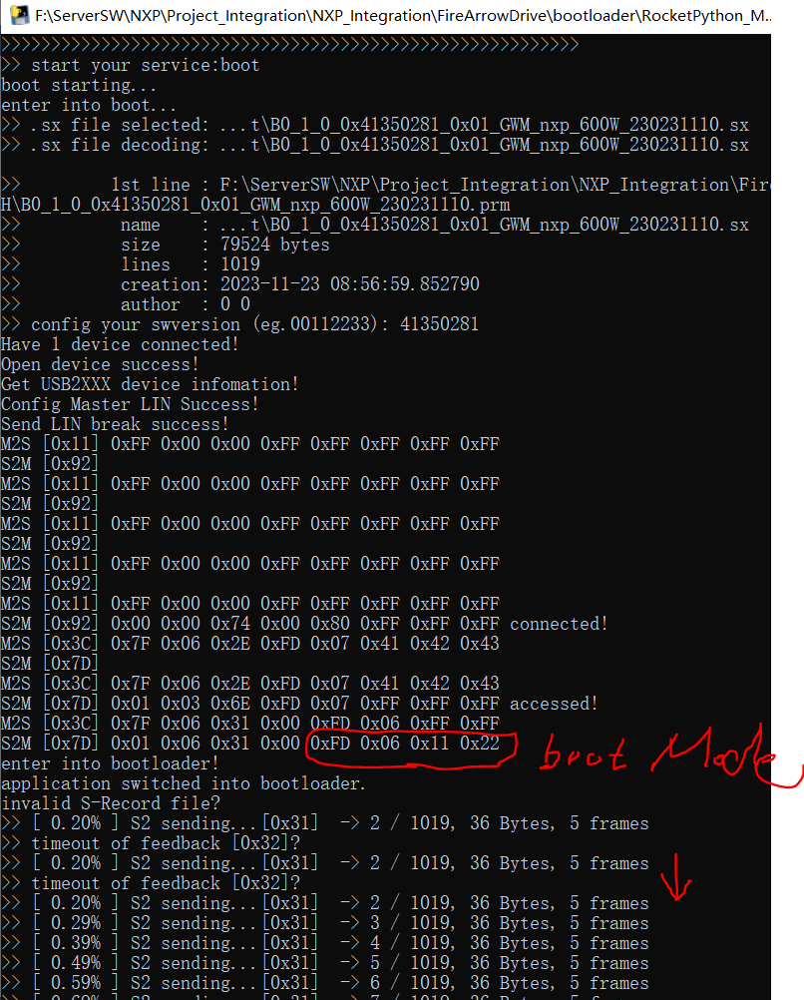 F:\ServerSW\NXP\Project_Integration\NXP_Integration\FireArrowDrive\bootloader\RocketPython_M...
>>>>>>>>>>>>>>>>>>>>>>>>>>>>>>>>>>>>>>>>>>>>>>>>>>>>>>>>>>
>> start your service:boot
boot starting...
enter into boot...
>> .sx file selected: ...t\B0_1_0_0x41350281_0x01_GWM_nxp_600W_230231110.sx
>> .sx file decoding: ...t\B0_1_0_0x41350281_0x01_GWM_nxp_600W_230231110.sx
>> 1st line : F:\ServerSW\NXP\Project_Integration\NXP_Integration\Fir
H\B0_1_0_0x41350281_0x01_GWM_nxp_600W_230231110.prm
>> name : ...t\B0_1_0_0x41350281_0x01_GWM_nxp_600W_230231110.sx
>> size : 79524 bytes
>> lines : 1019
>> creation: 2023-11-23 08:56:59.852790
>> author : 0 0
>> config your swversion (eg.00112233): 41350281
Have 1 device connected!
Open device success!
Get USB2XXX device infomation!
Config Master LIN Success!
Send LIN break success!
M2S [0x11] 0xFF 0x00 0x00 0xFF 0xFF 0xFF 0xFF 0xFF
S2M [0x92]
M2S [0x11] 0xFF 0x00 0x00 0xFF 0xFF 0xFF 0xFF 0xFF
S2M [0x92]
M2S [0x11] 0xFF 0x00 0x00 0xFF 0xFF 0xFF 0xFF 0xFF
S2M [0x92]
M2S [0x11] 0xFF 0x00 0x00 0xFF 0xFF 0xFF 0xFF 0xFF
S2M [0x92]
M2S [0x11] 0xFF 0x00 0x00 0xFF 0xFF 0xFF 0xFF 0xFF
S2M [0x92] 0x00 0x00 0x74 0x00 0x80 0xFF 0xFF 0xFF connected!
M2S [0x3C] 0x7F 0x06 0x2E 0xFD 0x07 0x41 0x42 0x43
S2M [0x7D]
M2S [0x3C] 0x7F 0x06 0x2E 0xFD 0x07 0x41 0x42 0x43
S2M [0x7D] 0x01 0x03 0x6E 0xFD 0x07 0xFF 0xFF 0xFF accessed!
M2S [0x3C] 0x7F 0x06 0x31 0x00 0xFD 0x06 0xFF 0xFF
S2M [0x7D] 0x01 0x06 0x31 0x00 0xFD 0x06 0x11 0x22 boot Mode
enter into bootloader!
application switched into bootloader.
invalid S-Record file?
>> [ 0.20% ] S2 sending...[0x31] -> 2 / 1019, 36 Bytes, 5 frames
>> timeout of feedback [0x32]?
>> [ 0.20% ] S2 sending...[0x31] -> 2 / 1019, 36 Bytes, 5 frames
>> timeout of feedback [0x32]?
>> [ 0.20% ] S2 sending...[0x31] -> 2 / 1019, 36 Bytes, 5 frames
>> [ 0.29% ] S2 sending...[0x31] -> 3 / 1019, 36 Bytes, 5 frames
>> [ 0.39% ] S2 sending...[0x31] -> 4 / 1019, 36 Bytes, 5 frames
>> [ 0.49% ] S2 sending...[0x31] -> 5 / 1019, 36 Bytes, 5 frames
>> [ 0.59% ] S2 sending...[0x31] -> 6 / 1019, 36 Bytes, 5 frames